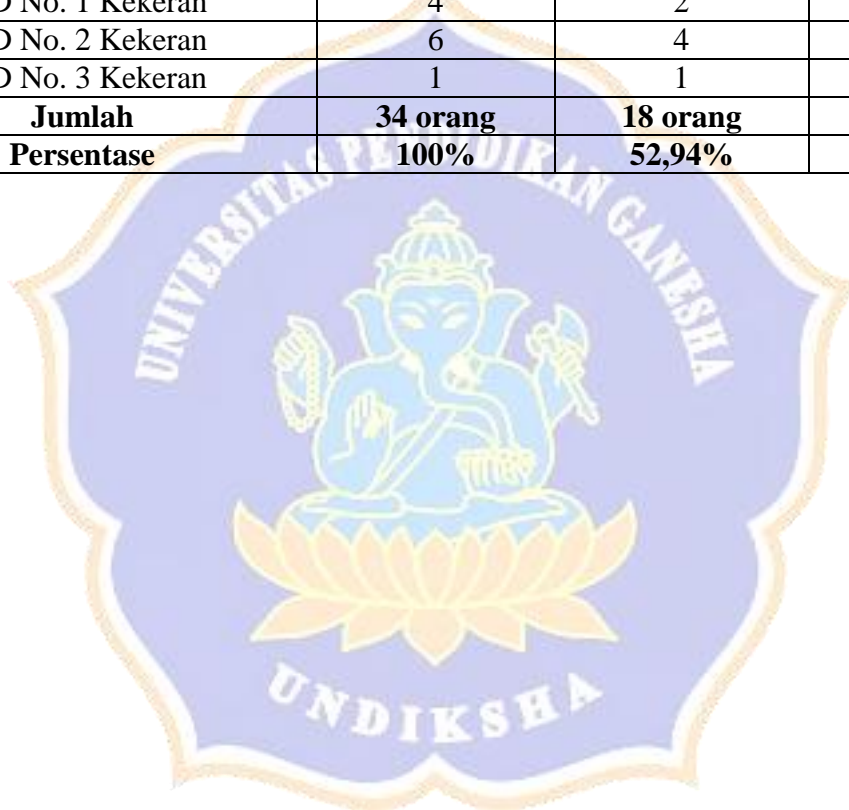 D No. 1 Kekeran 4 2
D No. 2 Kekeran 6 4
D No. 3 Kekeran 1 1
Jumlah 34 orang 18 orang
Persentase 100% 52,94%
UNIVERSITAS PENDIDIKAN GANESHA
UNDIKSHA